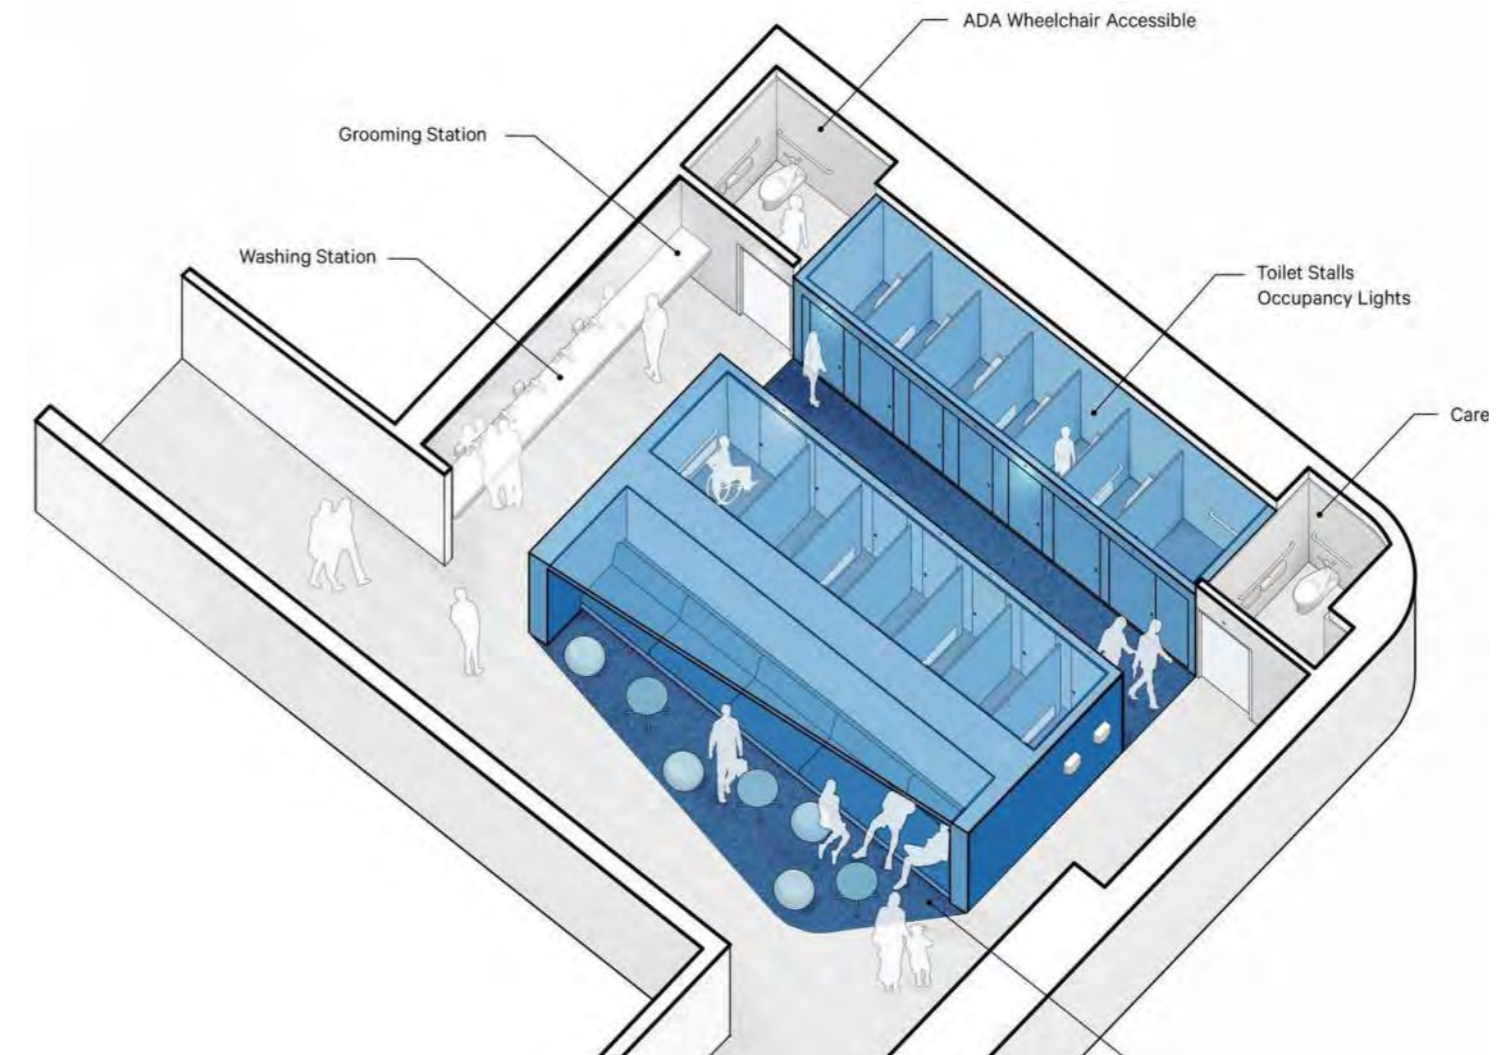 ADA Wheelchair Accessible
Grooming Station
Washing Station
Toilet Stalls
Occupancy Lights
Care